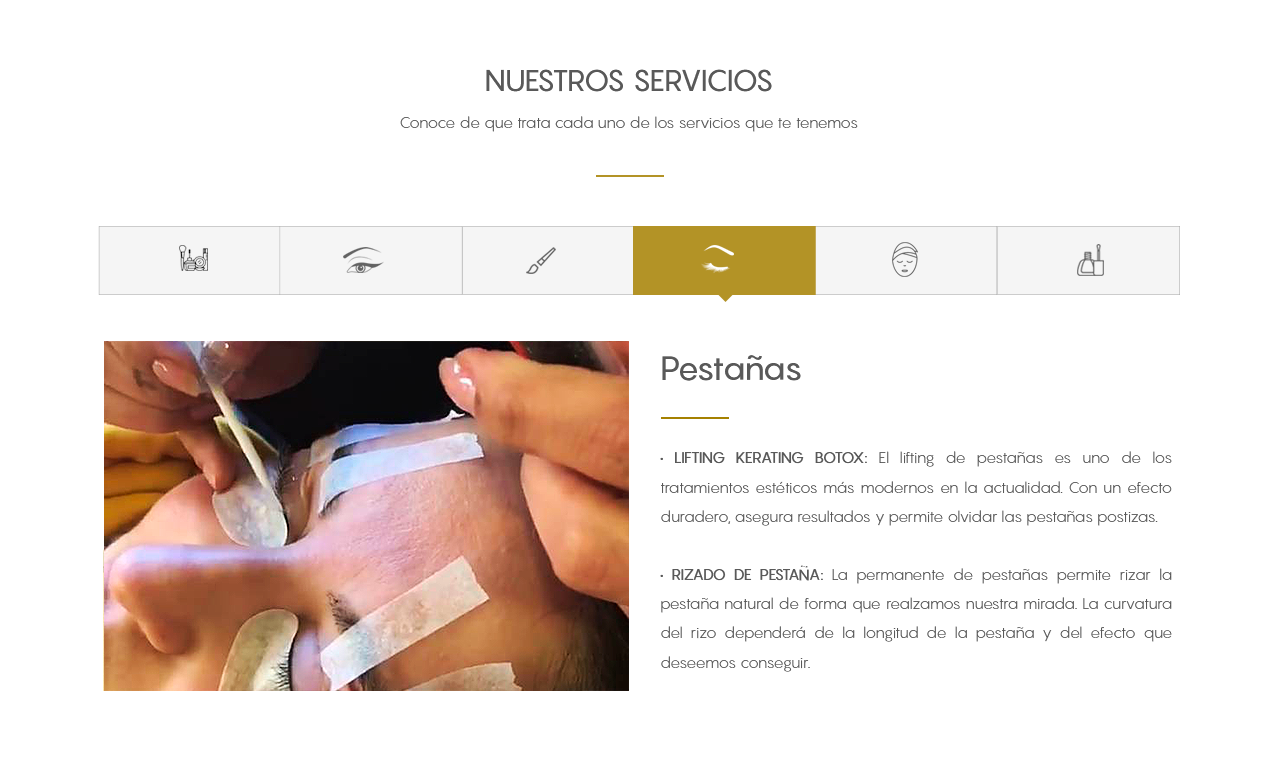 NUESTROS SERVICIOS
Conoce de que trata cada uno de los servicios que te tenemos
Pestañas
· LIFTING KERATING BOTOX: El lifting de pestañas es uno de los
tratamientos estéticos más modernos en la actualidad. Con un efecto
duradero, asegura resultados y permite olvidar las pestañas postizas.
· RIZADO DE PESTAÑA: La permanente de pestañas permite rizar la
pestaña natural de forma que realzamos nuestra mirada. La curvatura
del rizo dependerá de la longitud de la pestaña y del efecto que
deseemos conseguir.